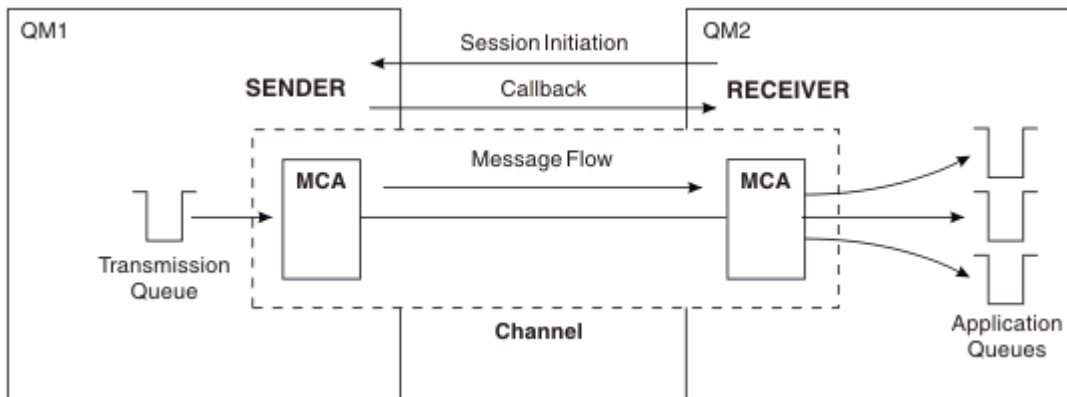 QM1
QM2
Session Initiation
SENDER
Callback
RECEIVER
Message Flow
MCA
MCA
Transmission
Queue
Channel
Application
Queues